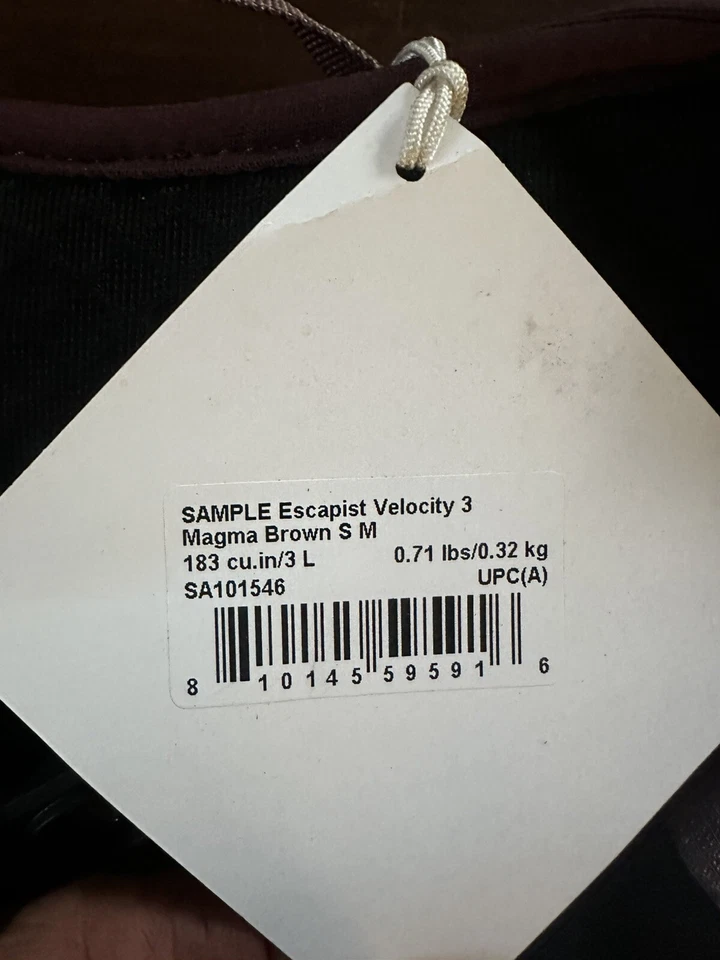 SAMPLE Escapist Velocity 3
Magma Brown S M
183 cu.in/3 L 0.71 lbs/0.32 kg
SA101546 UPC(A)
8 10145 59591 6